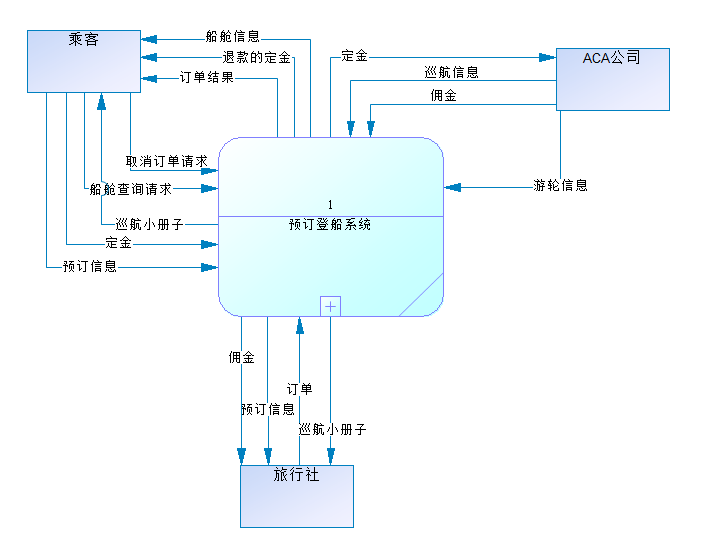 乘客
船舱信息
退款的定金
订单结果
定金
巡航信息
佣金
ACA公司
取消订单请求
船舱查询请求
巡航小册子
定金
预订信息
游轮信息
1
预订登船系统
佣金
预订信息
订单
巡航小册子
旅行社